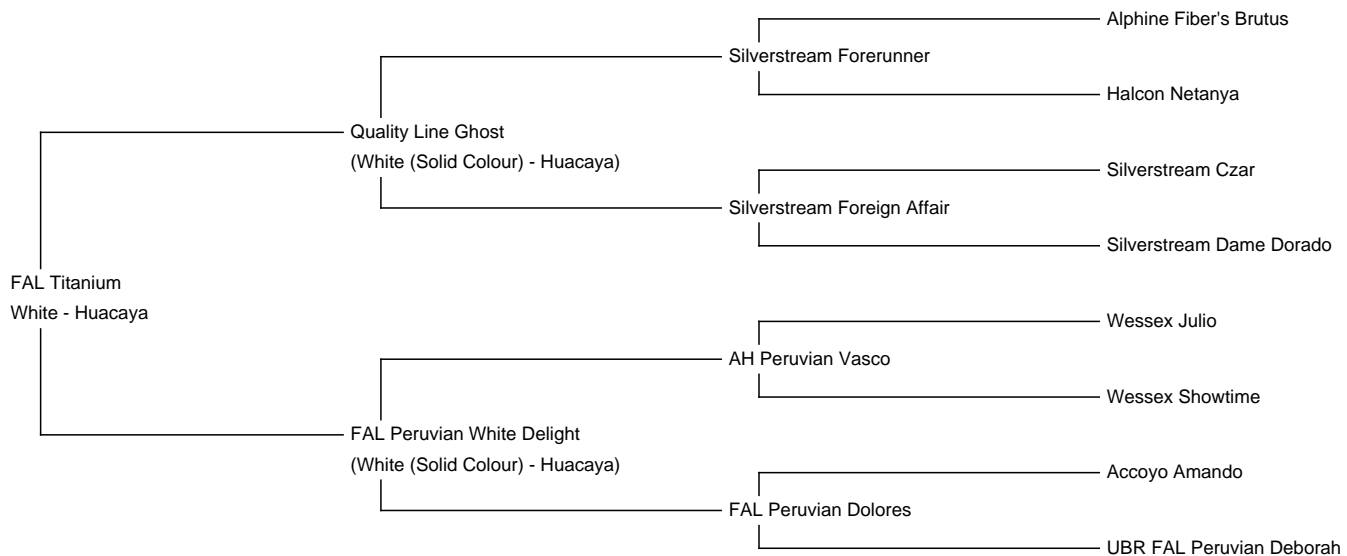 Alphine Fiber's Brutus
Silverstream Forerunner
Halcon Netanya
Quality Line Ghost
(White (Solid Colour) - Huacaya)
Silverstream Czar
Silverstream Foreign Affair
Silverstream Dame Dorado
FAL Titanium
White - Huacaya
Wessex Julio
AH Peruvian Vasco
Wessex Showtime
FAL Peruvian White Delight
(White (Solid Colour) - Huacaya)
Accoyo Amando
FAL Peruvian Dolores
UBR FAL Peruvian Deborah